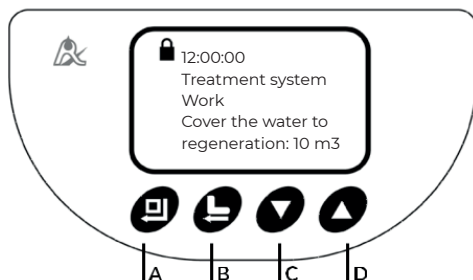 12:00:00
Treatment system
Work
Cover the water to
regeneration: 10 m3
A B C D